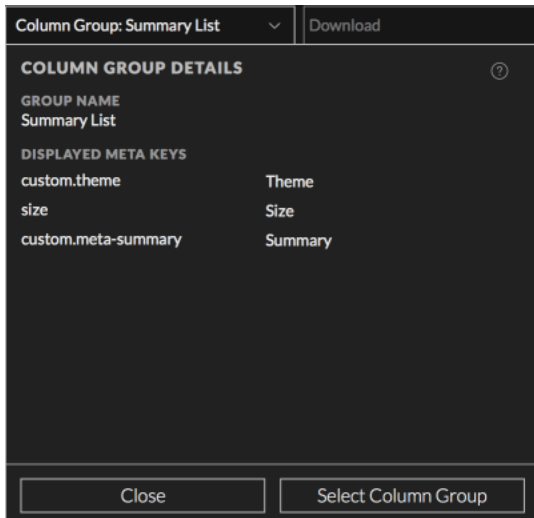 Column Group: Summary List Download
COLUMN GROUP DETAILS
GROUP NAME
Summary List
DISPLAYED META KEYS
custom.theme Theme
size Size
custom.meta-summary Summary
Close Select Column Group